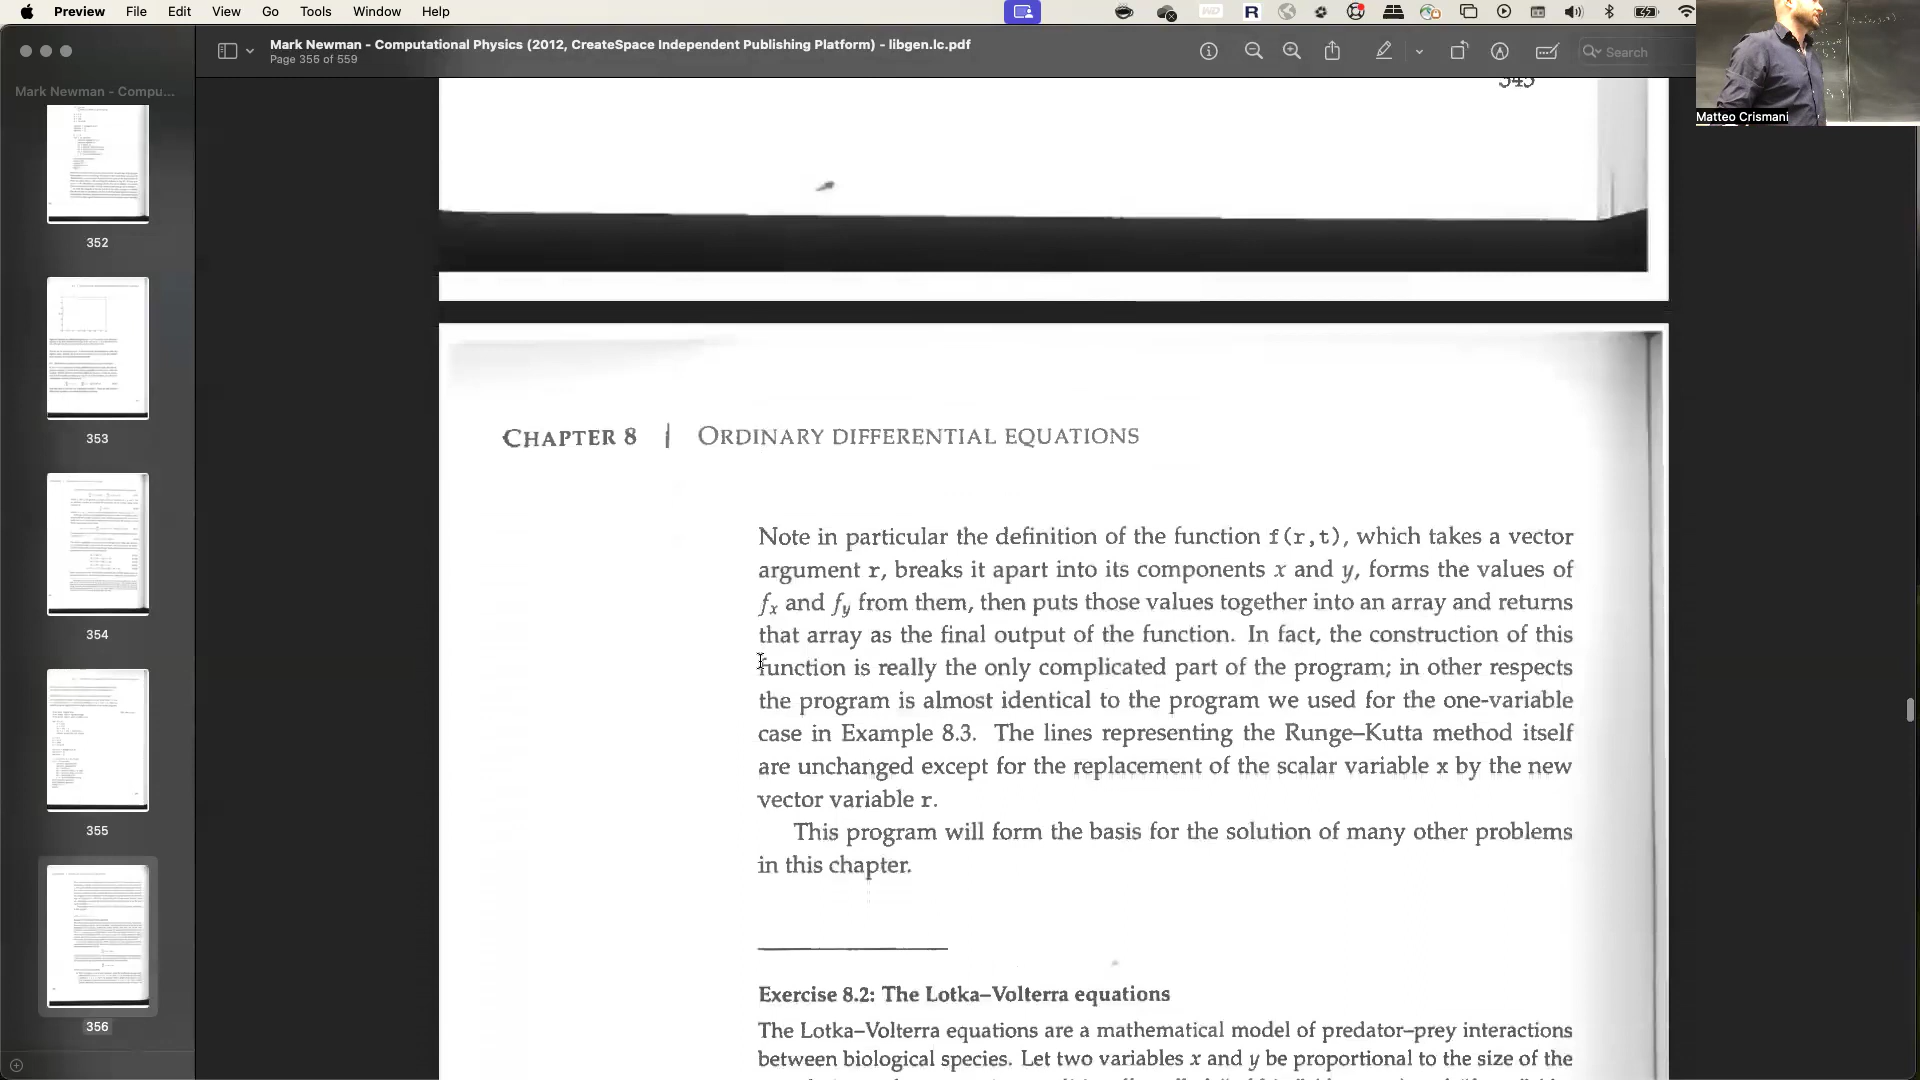 Preview File Edit View Go Tools Window Help
Mark Newman - Computational Physics (2012, CreateSpace Independent Publishing Platform) - libgen.lc.pdf
Page 356 of 559
Search
Matteo Crismani
Mark Newman - Compu...
352
353
354
355
356
345
CHAPTER 8 | ORDINARY DIFFERENTIAL EQUATIONS
Note in particular the definition of the function f(r,t), which takes a vector
argument r, breaks it apart into its components x and y, forms the values of
fx and fy from them, then puts those values together into an array and returns
that array as the final output of the function. In fact, the construction of this
function is really the only complicated part of the program; in other respects
the program is almost identical to the program we used for the one-variable
case in Example 8.3. The lines representing the Runge–Kutta method itself
are unchanged except for the replacement of the scalar variable x by the new
vector variable r.
This program will form the basis for the solution of many other problems
in this chapter.
Exercise 8.2: The Lotka–Volterra equations
The Lotka–Volterra equations are a mathematical model of predator–prey interactions
between biological species. Let two variables x and y be proportional to the size of the